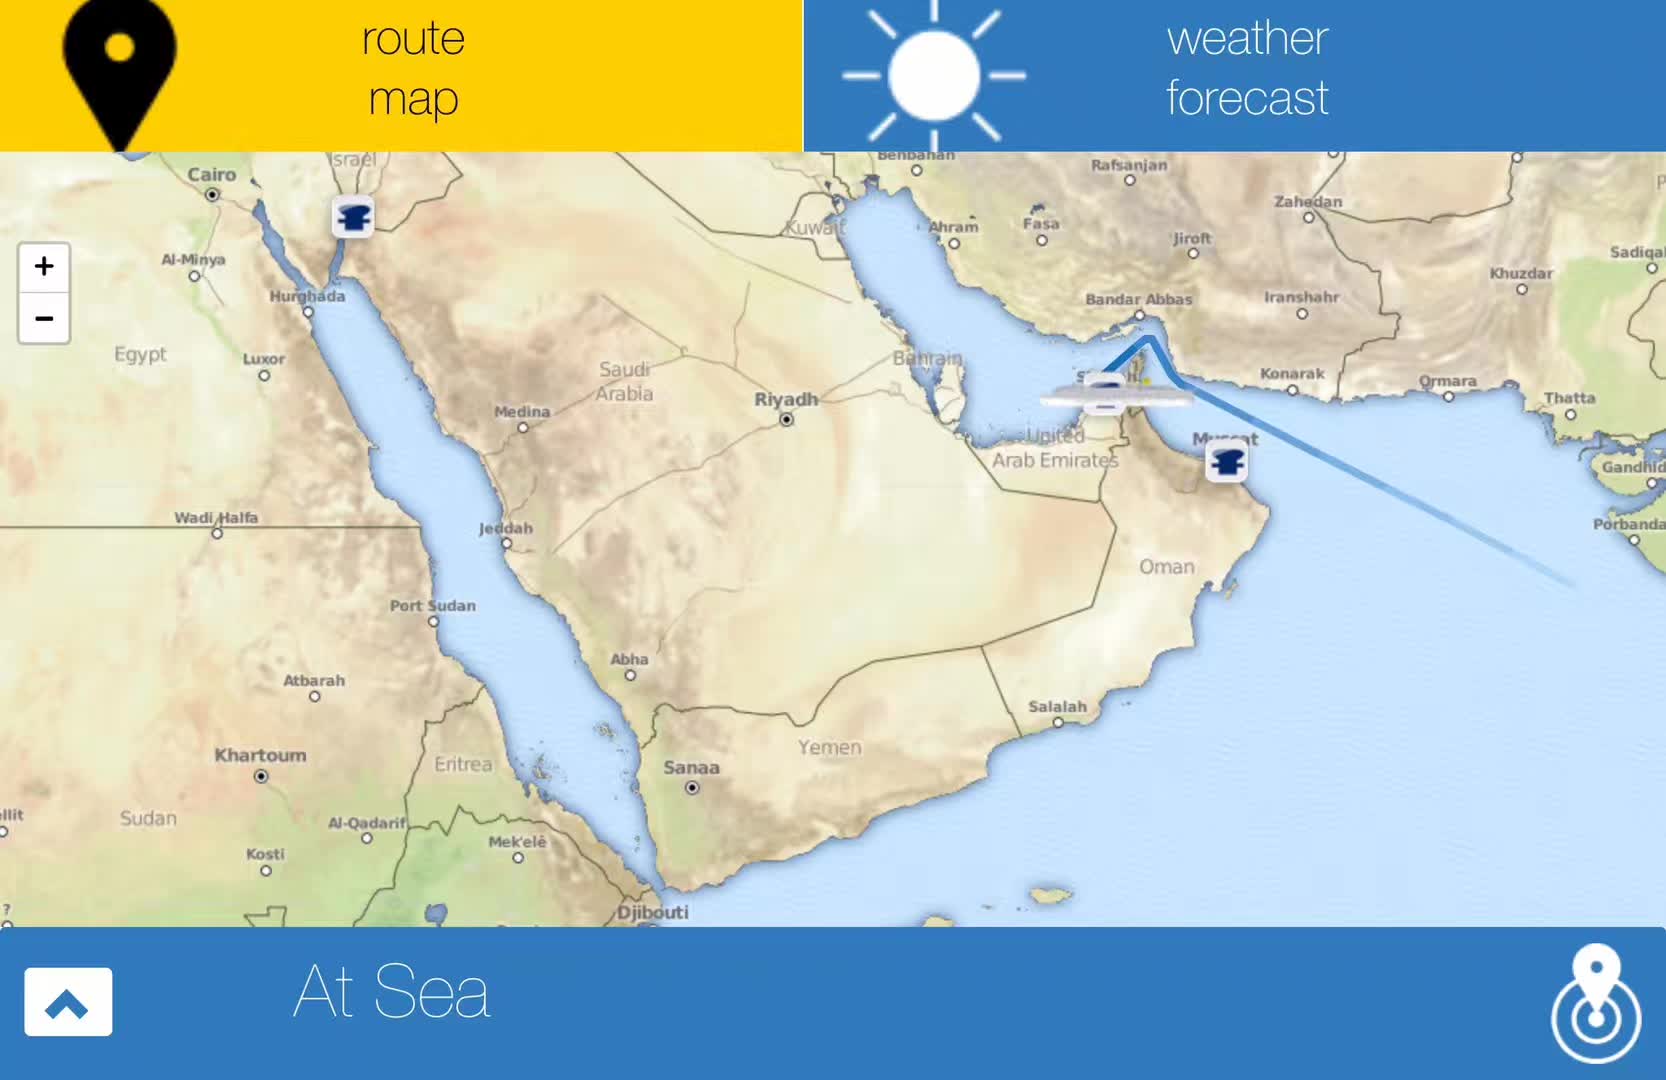 route
map
weather
forecast
Israel
Benbahan
Rafsanjan
Cairo
Zahedan
Kuwait
Ahram
Fasa
Jiroft
Sadiqa
Al-Minya
Khuzdar
+
Hurghada
Bandar Abbas
Iranshahr
−
Egypt
Luxor
Saudi
Arabia
Bahrain
Konarak
Ormara
Thatta
Medina
Riyadh
United
Arab Emirates
Muscat
Gandhid
Wadi Halfa
Jeddah
Porbanda
Oman
Port Sudan
Abha
Atbarah
Salalah
Khartoum
Eritrea
Sanaa
Yemen
Sudan
Al-Qadarif
Mek'elē
llit
Kosti
?
Djibouti
At Sea